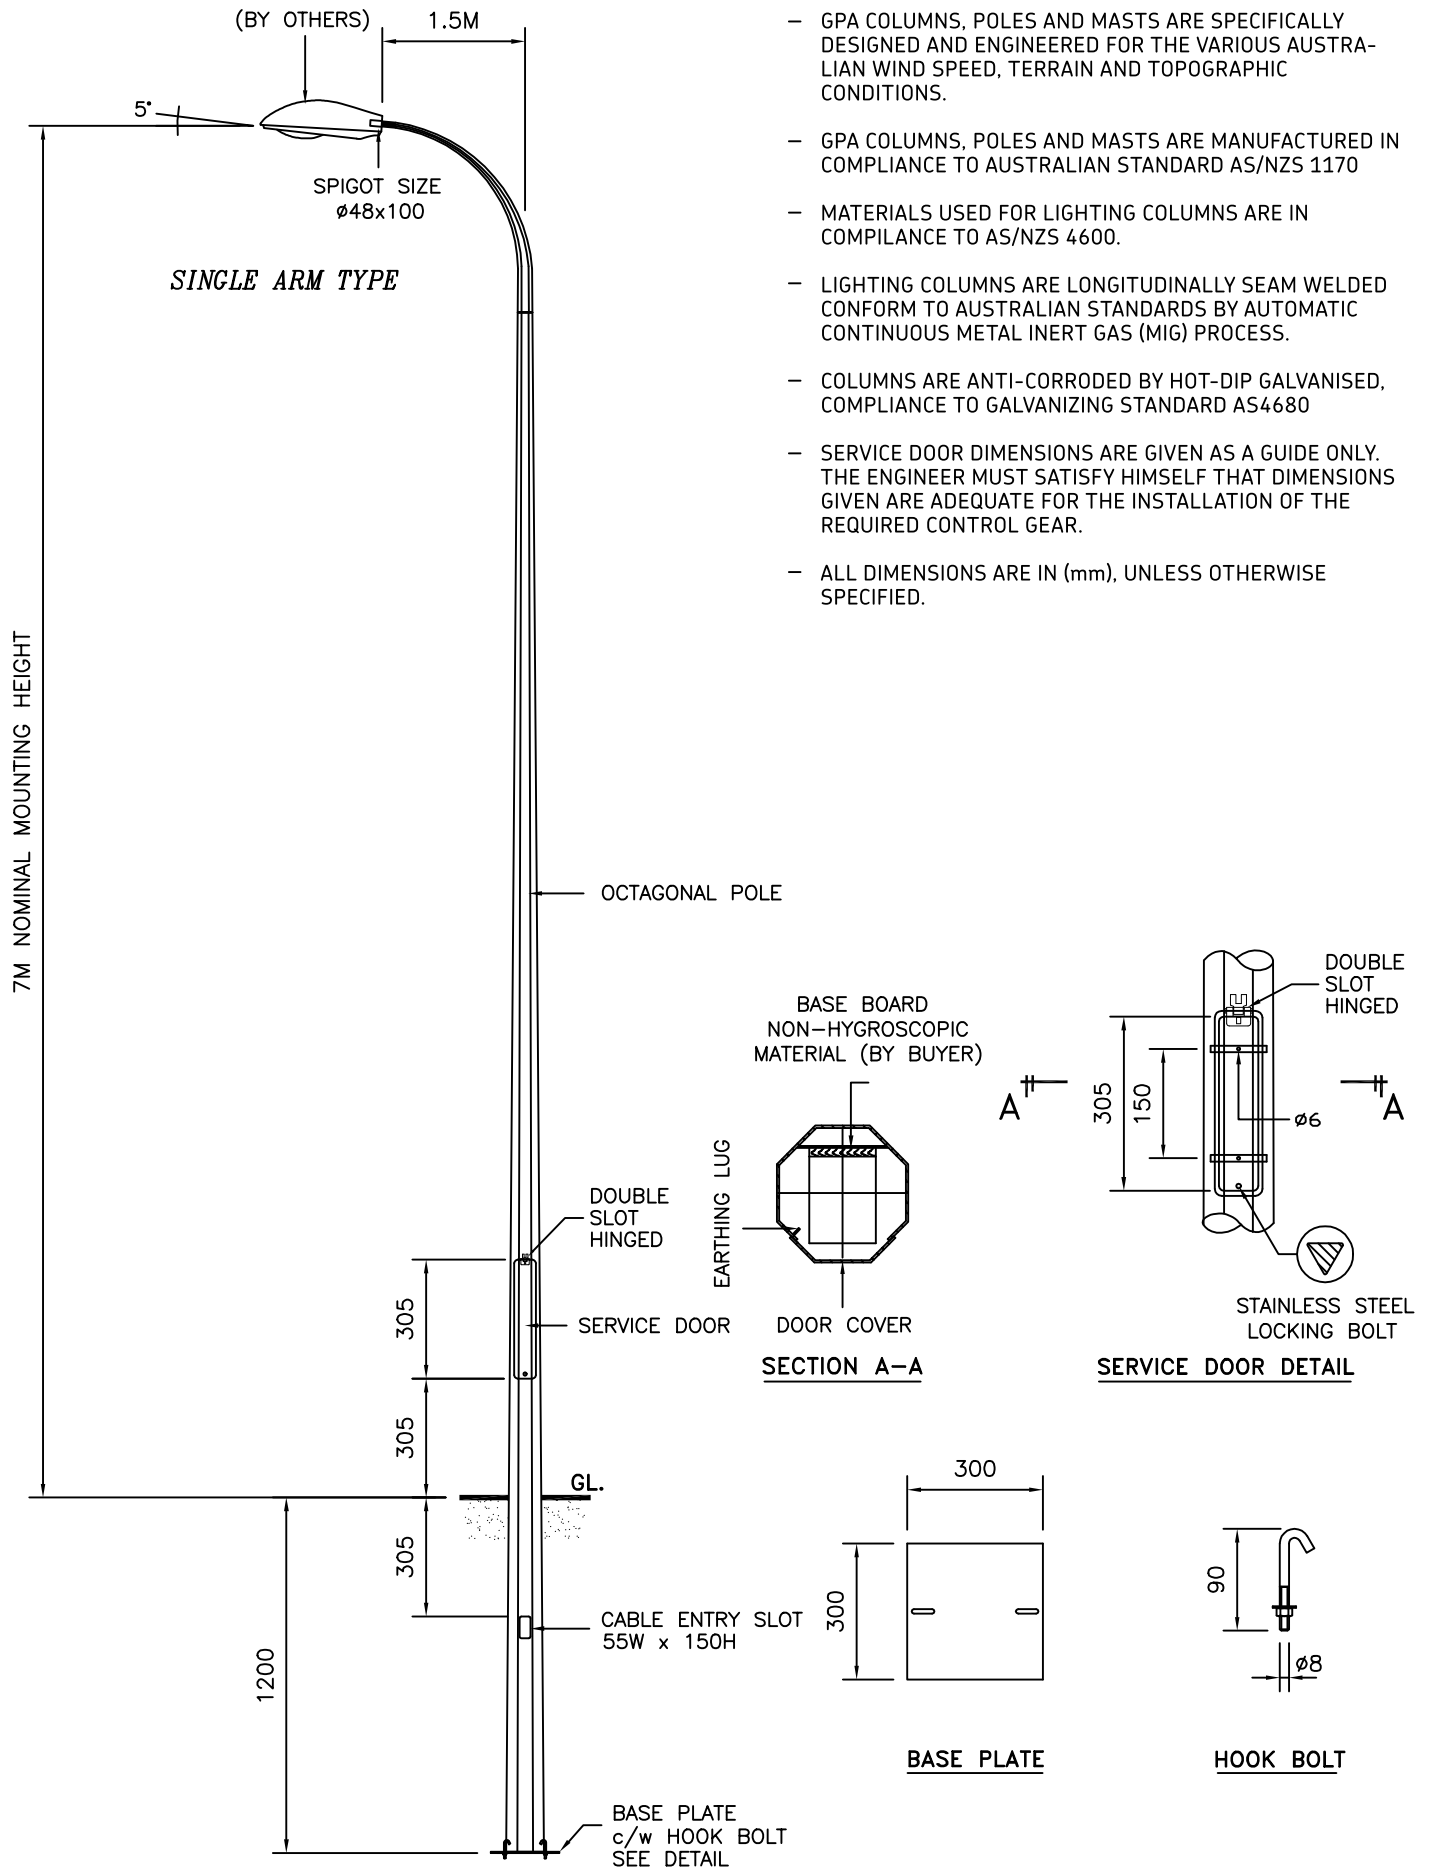 (BY OTHERS)
1.5M
5°
SPIGOT SIZE
ø48x100
SINGLE ARM TYPE
7M NOMINAL MOUNTING HEIGHT
OCTAGONAL POLE
DOUBLE
SLOT
HINGED
305
SERVICE DOOR
305
GL.
305
CABLE ENTRY SLOT
55W x 150H
1200
BASE PLATE
c/w HOOK BOLT
SEE DETAIL
– GPA COLUMNS, POLES AND MASTS ARE SPECIFICALLY
DESIGNED AND ENGINEERED FOR THE VARIOUS AUSTRA-
LIAN WIND SPEED, TERRAIN AND TOPOGRAPHIC
CONDITIONS.
– GPA COLUMNS, POLES AND MASTS ARE MANUFACTURED IN
COMPLIANCE TO AUSTRALIAN STANDARD AS/NZS 1170
– MATERIALS USED FOR LIGHTING COLUMNS ARE IN
COMPILANCE TO AS/NZS 4600.
– LIGHTING COLUMNS ARE LONGITUDINALLY SEAM WELDED
CONFORM TO AUSTRALIAN STANDARDS BY AUTOMATIC
CONTINUOUS METAL INERT GAS (MIG) PROCESS.
– COLUMNS ARE ANTI-CORRODED BY HOT-DIP GALVANISED,
COMPLIANCE TO GALVANIZING STANDARD AS4680
– SERVICE DOOR DIMENSIONS ARE GIVEN AS A GUIDE ONLY.
THE ENGINEER MUST SATISFY HIMSELF THAT DIMENSIONS
GIVEN ARE ADEQUATE FOR THE INSTALLATION OF THE
REQUIRED CONTROL GEAR.
– ALL DIMENSIONS ARE IN (mm), UNLESS OTHERWISE
SPECIFIED.
BASE BOARD
NON-HYGROSCOPIC
MATERIAL (BY BUYER)
EARTHING LUG
DOOR COVER
SECTION A-A
DOUBLE
SLOT
HINGED
A
305
150
ø6
A
STAINLESS STEEL
LOCKING BOLT
SERVICE DOOR DETAIL
300
300
BASE PLATE
90
ø8
HOOK BOLT